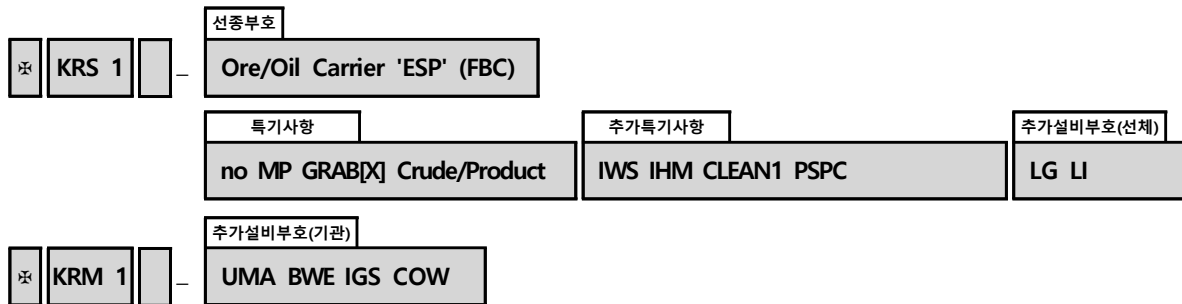 선종부호
✠ KRS 1 – Ore/Oil Carrier 'ESP' (FBC)
특기사항 추가특기사항 추가설비부호(선체)
no MP GRAB[X] Crude/Product IWS IHM CLEAN1 PSPC LG LI
추가설비부호(기관)
✠ KRM 1 – UMA BWE IGS COW